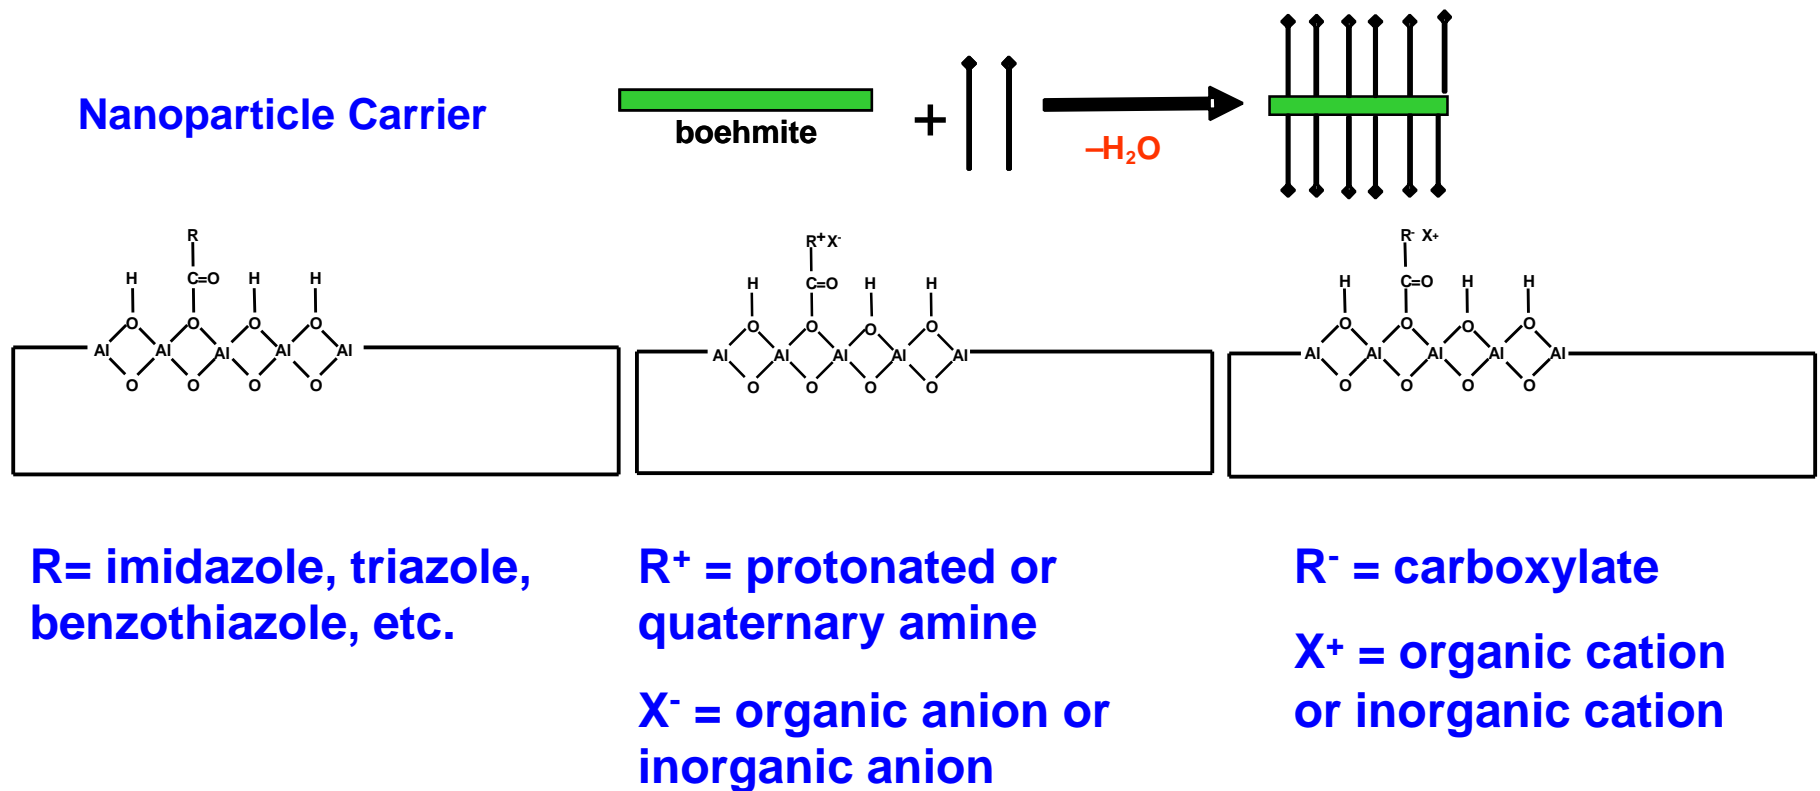 Nanoparticle Carrier
boehmite
+
–H₂O
R
H C=O H H
O O O O
Al Al Al Al Al
O O O O
R⁺X⁻
H C=O H H
O O O O
Al Al Al Al Al
O O O O
R⁻ X⁺
H C=O H H
O O O O
Al Al Al Al Al
O O O O
R= imidazole, triazole,
benzothiazole, etc.
R⁺ = protonated or
quaternary amine
X⁻ = organic anion or
inorganic anion
R⁻ = carboxylate
X⁺ = organic cation
or inorganic cation